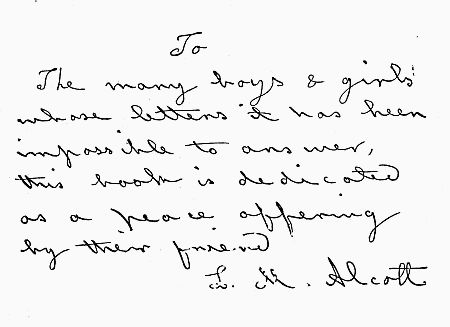 To
The many boys & girls
whose letters it has been
impossible to answer,
this book is dedicated
as a peace offering
by their friend
L. M. Alcott